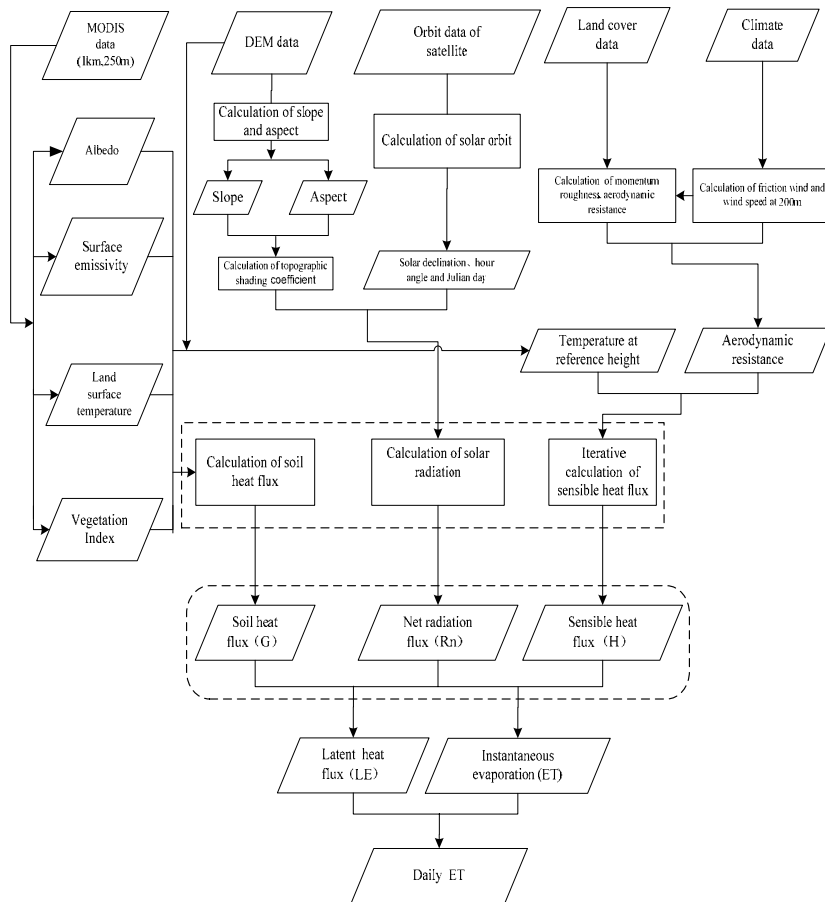 MODIS
data
(1km,250m)
DEM data
Orbit data of
satellite
Land cover
data
Climate
data
Calculation of slope
and aspect
Calculation of solar orbit
Albedo
Slope
Aspect
Calculation of momentum
roughness, aerodynamic
resistance
Calculation of friction wind and
wind speed at 200m
Surface
emissivity
Calculation of topographic
shading coefficient
Solar declination、hour
angle and Julian day
Temperature at
reference height
Aerodynamic
resistance
Land
surface
temperature
Calculation of soil
heat flux
Calculation of solar
radiation
Iterative
calculation of
sensible heat flux
Vegetation
Index
Soil heat
flux（G）
Net radiation
flux（Rn）
Sensible heat
flux（H）
Latent heat
flux（LE）
Instantaneous
evaporation(ET)
Daily ET